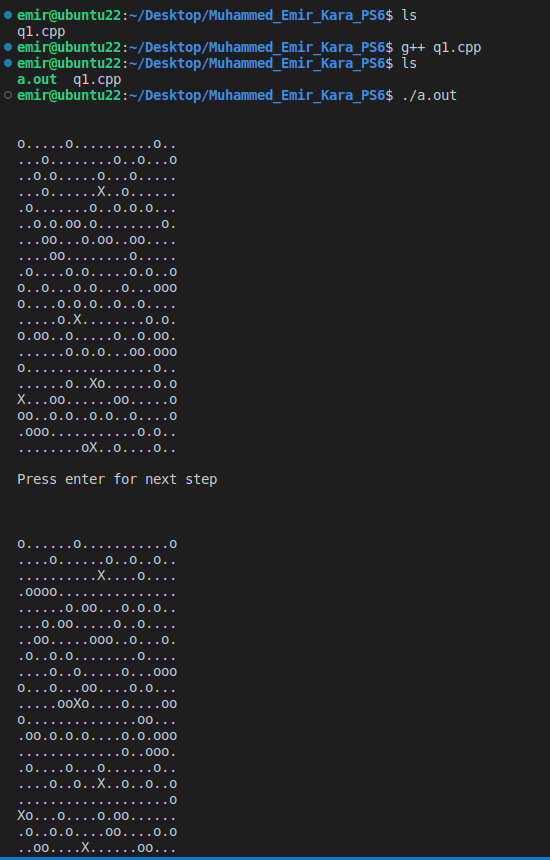 emir@ubuntu22:~/Desktop/Muhammed_Emir_Kara_PS6$ ls
q1.cpp
emir@ubuntu22:~/Desktop/Muhammed_Emir_Kara_PS6$ g++ q1.cpp
emir@ubuntu22:~/Desktop/Muhammed_Emir_Kara_PS6$ ls
a.out  q1.cpp
emir@ubuntu22:~/Desktop/Muhammed_Emir_Kara_PS6$ ./a.out
o.....o..........o..
...o........o..o...o
..o.o.....o...o.....
...o......X..o......
.o.......o..o.o.o...
..o.o.oo.o........o.
...oo...o.oo..oo....
....oo........o.....
.o....o.o.....o.o..o
o..o...o.o...o...ooo
o....o.o.o..o..o....
.....o.X........o.o.
o.oo..o.....o..o.oo.
......o.o.o...oo.ooo
o................o..
......o..Xo......o.o
X...oo......oo.....o
oo..o.o..o.o..o....o
.ooo...........o.o..
........oX..o....o..
Press enter for next step
o......o...........o
....o......o..o..o..
..........X....o....
.oooo...............
......o.oo...o.o.o..
...o.oo.....o..o....
..oo.....ooo..o...o.
.o..o.o........o....
....o..o.....o...ooo
o...o...oo....o.o...
.....ooXo....o....oo
o..............oo...
.oo.o.o.o....o.o.ooo
.............o..ooo.
.o....o...o......o..
....o..o..X..o..o..o
...................o
Xo...o....o.oo......
.o..o.o....oo....o.o
..oo....X......oo...